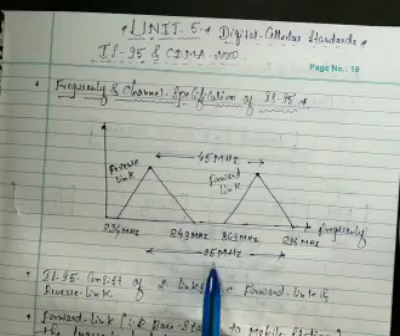 UNIT-5
Digital Cellular Standards
IS-95 & CDMA-2000
Page No.: 19
Frequency & Channel Specification of IS-95
45MHz
Reverse Link
Forward Link
Frequency
824MHz
847MHz
869MHz
894MHz
95MHz
IS-95 Consist of 2 links Forward-link &
Reverse-link
Forward-Link Base-Station to Mobile Station